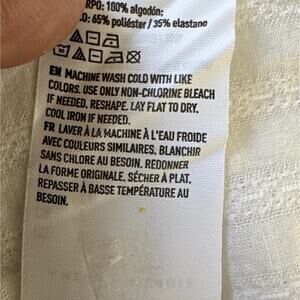 RPO: 100% algodón;
O: 65% poliéster / 35% elastano
EN MACHINE WASH COLD WITH LIKE
COLORS. USE ONLY NON-CHLORINE BLEACH
IF NEEDED. RESHAPE. LAY FLAT TO DRY.
COOL IRON IF NEEDED.
FR LAVER À LA MACHINE À L'EAU FROIDE
AVEC COULEURS SIMILAIRES. BLANCHIR
SANS CHLORE AU BESOIN. REDONNER
LA FORME ORIGINALE. SÉCHER À PLAT.
REPASSER À BASSE TEMPÉRATURE AU
BESOIN.